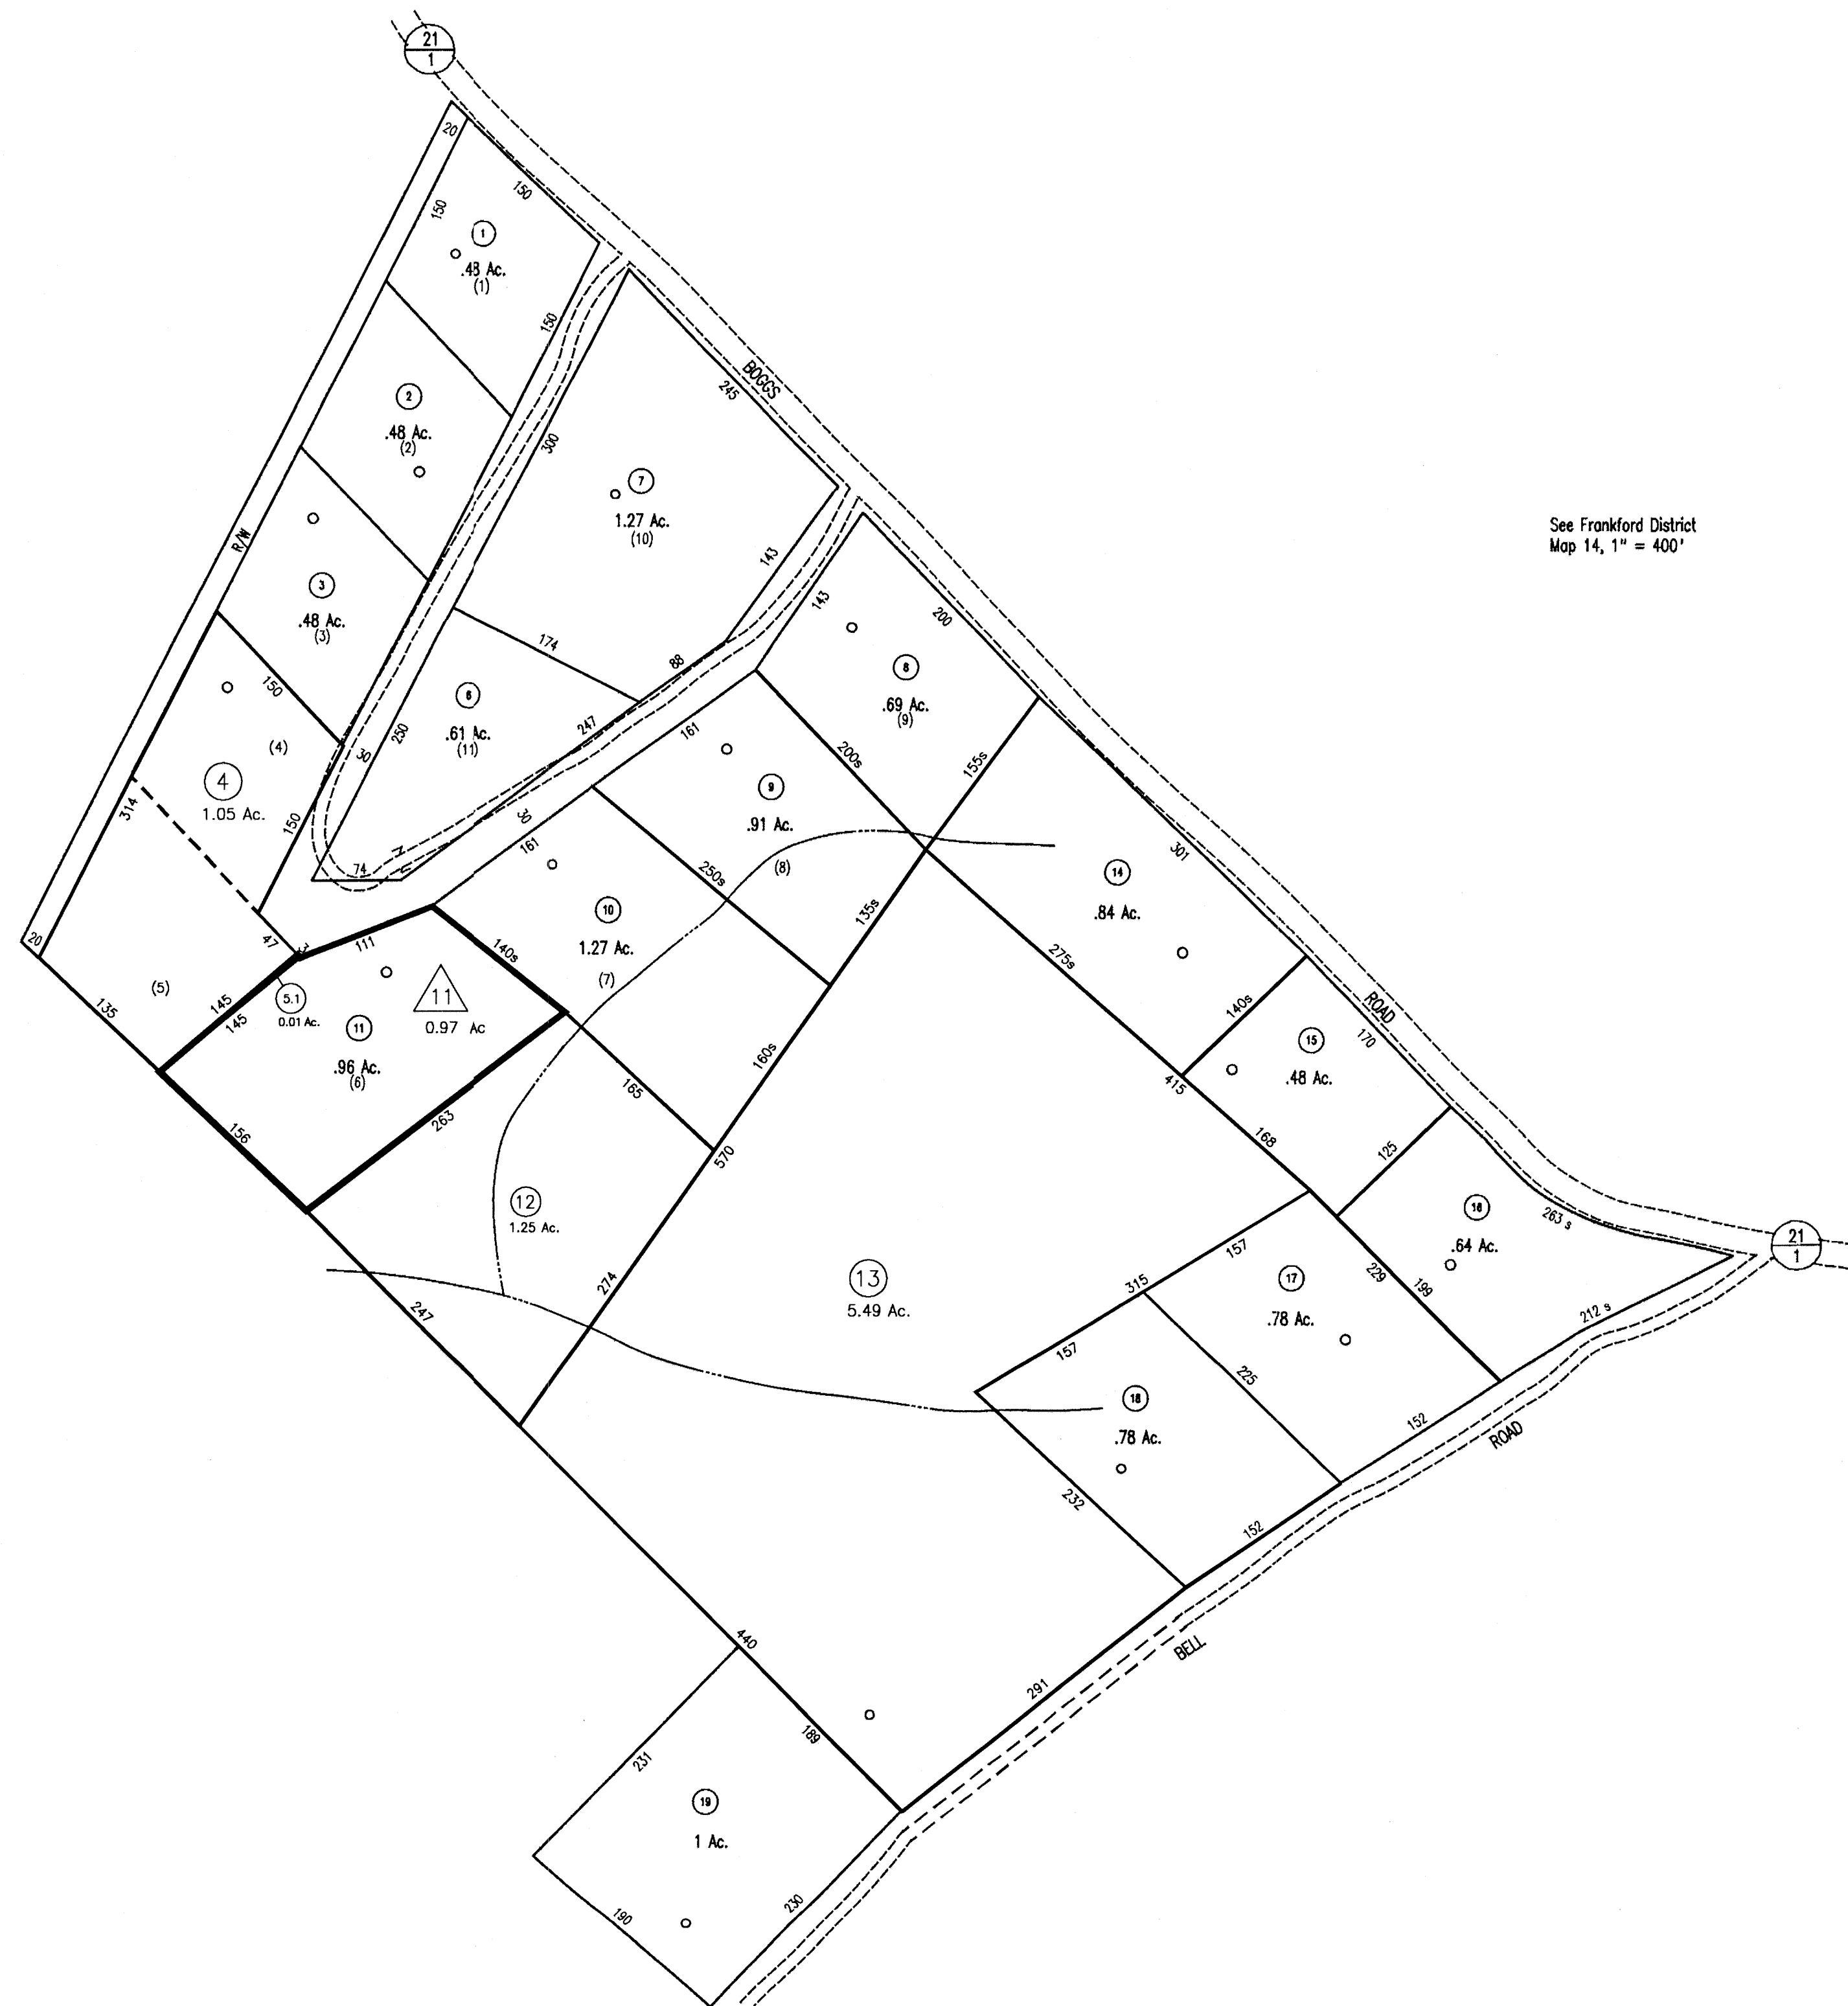 21
1
20
150
150
1
.48 Ac.
(1)
150
2
.48 Ac.
(2)
BOGGS
245
300
7
1.27 Ac.
(10)
See Frankford District
Map 14, 1" = 400'
R/W
143
3
.48 Ac.
(3)
143
200
174
88
150
8
.69 Ac.
(9)
6
.61 Ac.
(11)
247
161
250
30
(4)
4
1.05 Ac.
200s
155s
9
.91 Ac.
314
150
50
161
301
74
250s
(8)
14
.84 Ac.
135s
10
1.27 Ac.
(7)
20
47
3
111
140s
275s
(5)
135
145
145
5.1
0.01 Ac.
11
0.97 Ac
11
.96 Ac.
(6)
140s
ROAD
170
15
.48 Ac.
160s
165
415
156
263
168
125
570
12
1.25 Ac.
16
.64 Ac.
263 s
21
1
157
13
5.49 Ac.
274
315
17
.78 Ac.
229
199
247
212 s
157
225
18
.78 Ac.
152
ROAD
232
152
440
BELL
291
189
231
19
1 Ac.
230
190